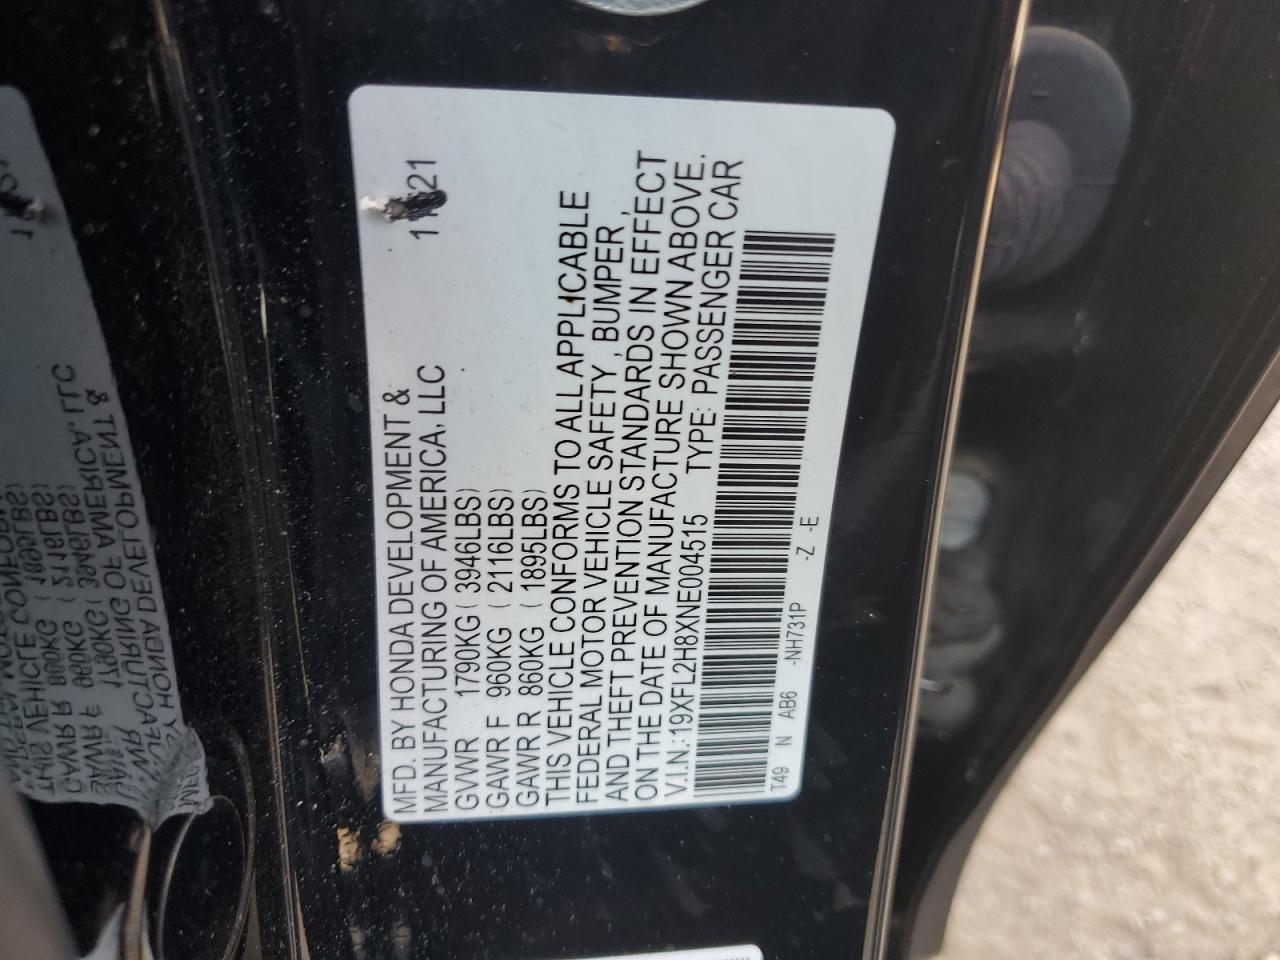 MFD. BY HONDA DEVELOPMENT &
MANUFACTURING OF AMERICA, LLC
GVWR 1790KG (3946LBS)
GAWR F 960KG (2116LBS)
GAWR R 860KG (1895LBS)
THIS VEHICLE CONFORMS TO ALL APPLICABLE
FEDERAL MOTOR VEHICLE SAFETY, BUMPER,
AND THEFT PREVENTION STANDARDS IN EFFECT
ON THE DATE OF MANUFACTURE SHOWN ABOVE.
V.I.N.:19XFL2H8XNE004515 TYPE: PASSENGER CAR
T49 N AB6 -NH731P -Z -E